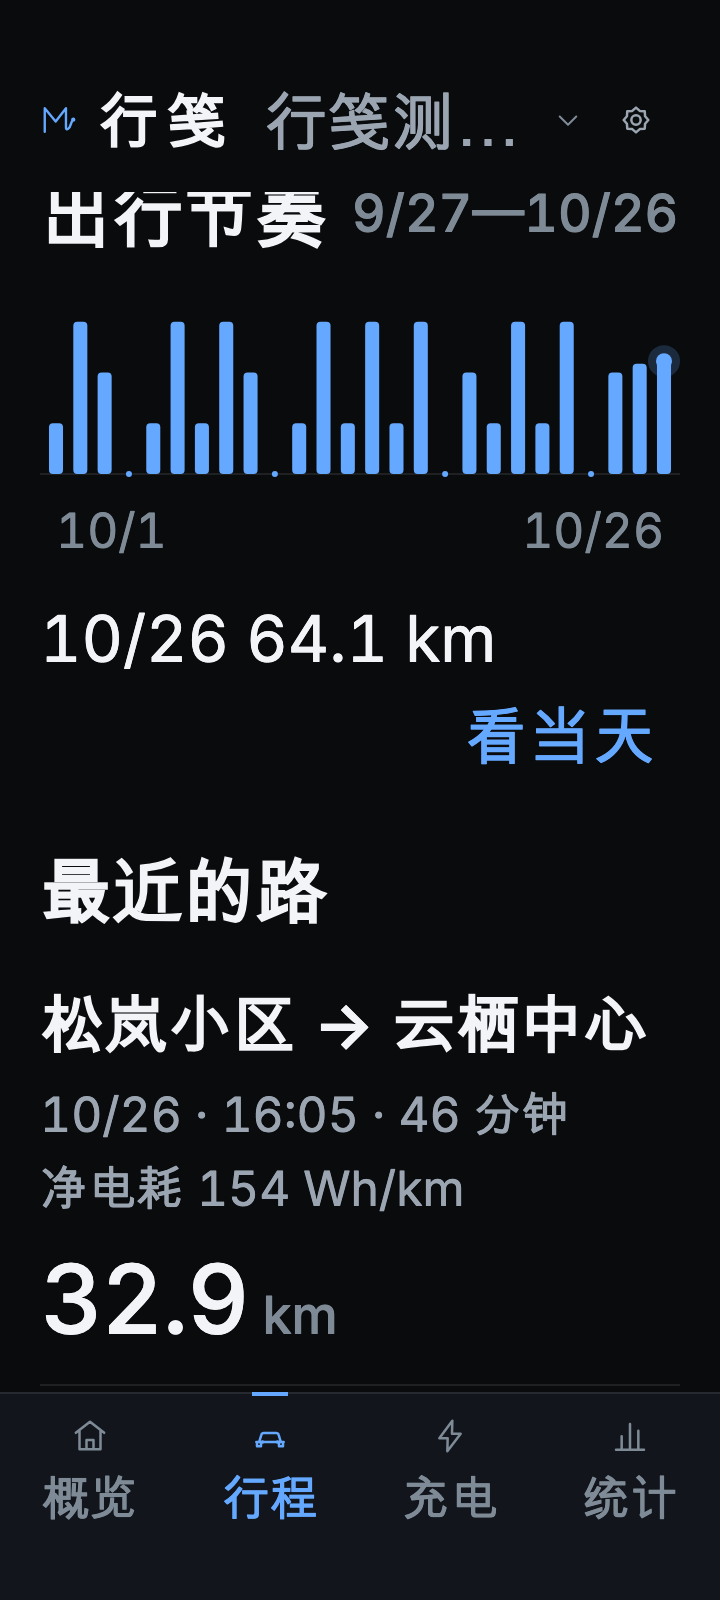 行笺 行笺测…
出行节奏 9/27—10/26
10/1 10/26
10/26 64.1 km
看当天
最近的路
松岚小区 → 云栖中心
10/26 · 16:05 · 46 分钟
净电耗 154 Wh/km
32.9 km
概览 行程 充电 统计